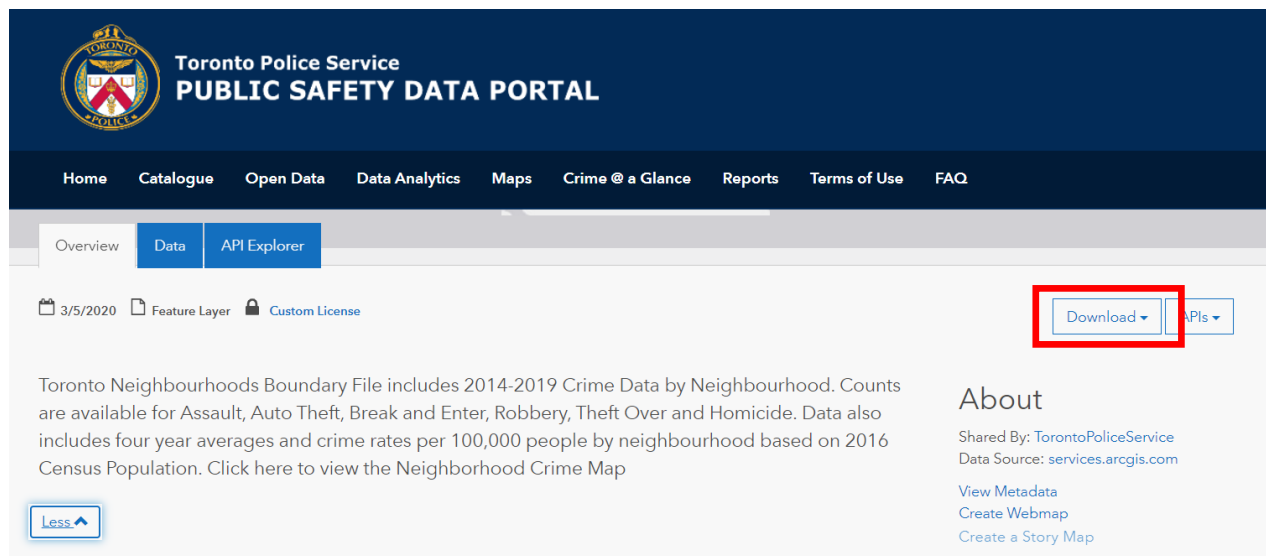 TORONTO
POLICE
Toronto Police Service
PUBLIC SAFETY DATA PORTAL
Home Catalogue Open Data Data Analytics Maps Crime @ a Glance Reports Terms of Use FAQ
Overview Data API Explorer
3/5/2020 Feature Layer Custom License
Download APIs
Toronto Neighbourhoods Boundary File includes 2014-2019 Crime Data by Neighbourhood. Counts
are available for Assault, Auto Theft, Break and Enter, Robbery, Theft Over and Homicide. Data also
includes four year averages and crime rates per 100,000 people by neighbourhood based on 2016
Census Population. Click here to view the Neighborhood Crime Map
Less
About
Shared By: TorontoPoliceService
Data Source: services.arcgis.com
View Metadata
Create Webmap
Create a Story Map